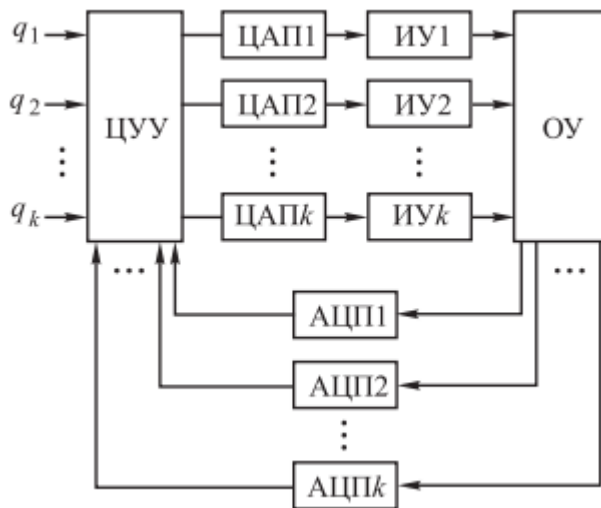 q1 ЦАП1 ИУ1
q2 ЦАП2 ИУ2
ЦУУ ОУ
⋮ ⋮ ⋮
qk ЦАПk ИУk
... ...
АЦП1
АЦП2
⋮
АЦПk